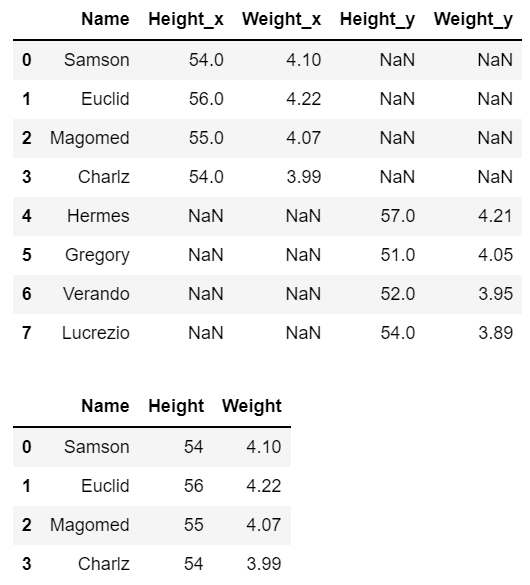 Name Height_x Weight_x Height_y Weight_y
0 Samson 54.0 4.10 NaN NaN
1 Euclid 56.0 4.22 NaN NaN
2 Magomed 55.0 4.07 NaN NaN
3 Charlz 54.0 3.99 NaN NaN
4 Hermes NaN NaN 57.0 4.21
5 Gregory NaN NaN 51.0 4.05
6 Verando NaN NaN 52.0 3.95
7 Lucrezio NaN NaN 54.0 3.89
Name Height Weight
0 Samson 54 4.10
1 Euclid 56 4.22
2 Magomed 55 4.07
3 Charlz 54 3.99